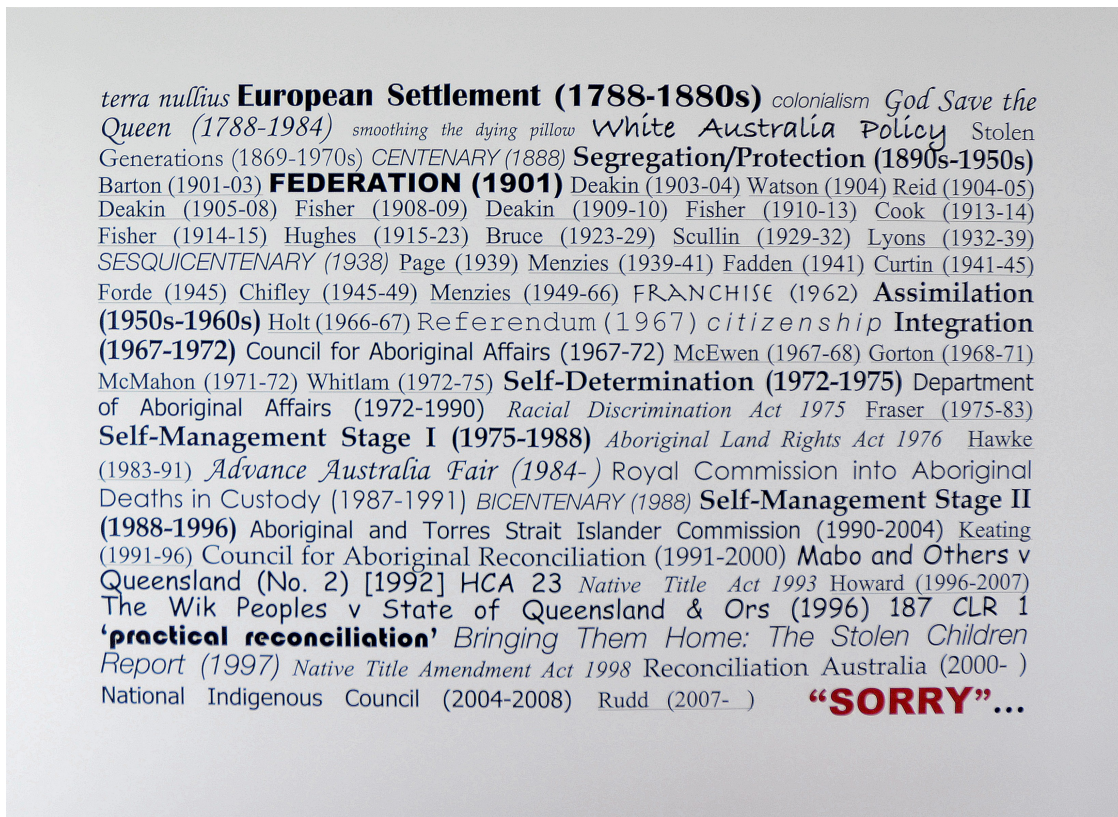 terra nullius European Settlement (1788-1880s) colonialism God Save the
Queen (1788-1984) smoothing the dying pillow White Australia Policy Stolen
Generations (1869-1970s) CENTENARY (1888) Segregation/Protection (1890s-1950s)
Barton (1901-03) FEDERATION (1901) Deakin (1903-04) Watson (1904) Reid (1904-05)
Deakin (1905-08) Fisher (1908-09) Deakin (1909-10) Fisher (1910-13) Cook (1913-14)
Fisher (1914-15) Hughes (1915-23) Bruce (1923-29) Scullin (1929-32) Lyons (1932-39)
SESQUICENTENARY (1938) Page (1939) Menzies (1939-41) Fadden (1941) Curtin (1941-45)
Forde (1945) Chifley (1945-49) Menzies (1949-66) FRANCHISE (1962) Assimilation
(1950s-1960s) Holt (1966-67) Referendum (1967) citizenship Integration
(1967-1972) Council for Aboriginal Affairs (1967-72) McEwen (1967-68) Gorton (1968-71)
McMahon (1971-72) Whitlam (1972-75) Self-Determination (1972-1975) Department
of Aboriginal Affairs (1972-1990) Racial Discrimination Act 1975 Fraser (1975-83)
Self-Management Stage I (1975-1988) Aboriginal Land Rights Act 1976 Hawke
(1983-91) Advance Australia Fair (1984- ) Royal Commission into Aboriginal
Deaths in Custody (1987-1991) BICENTENARY (1988) Self-Management Stage II
(1988-1996) Aboriginal and Torres Strait Islander Commission (1990-2004) Keating
(1991-96) Council for Aboriginal Reconciliation (1991-2000) Mabo and Others v
Queensland (No. 2) [1992] HCA 23 Native Title Act 1993 Howard (1996-2007)
The Wik Peoples v State of Queensland & Ors (1996) 187 CLR 1
‘practical reconciliation’ Bringing Them Home: The Stolen Children
Report (1997) Native Title Amendment Act 1998 Reconciliation Australia (2000- )
National Indigenous Council (2004-2008) Rudd (2007- ) “SORRY”...